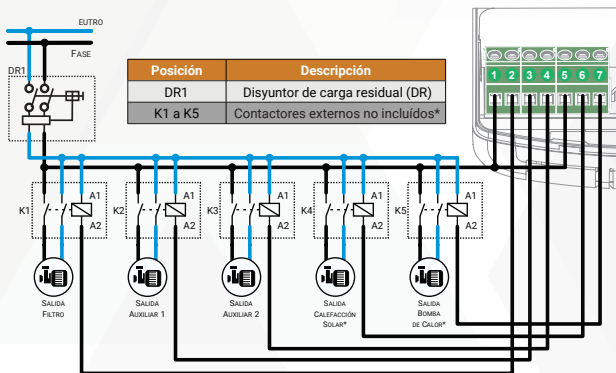 EUTRO
FASE
DR1
Posición Descripción
DR1 Disyuntor de carga residual (DR)
K1 a K5 Contactores externos no incluídos*
1 2 3 4 5 6 7
K1 A1 A2
K2 A1 A2
K3 A1 A2
K4 A1 A2
K5 A1 A2
SALIDA
FILTRO
SALIDA
AUXILIAR 1
SALIDA
AUXILIAR 2
SALIDA
CALEFACCIÓN
SOLAR*
SALIDA
BOMBA
DE CALOR*